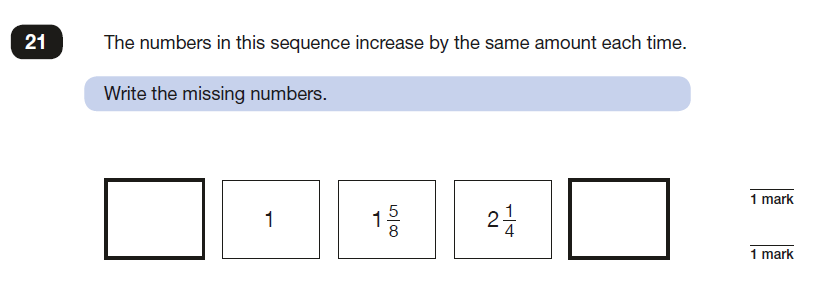 21 The numbers in this sequence increase by the same amount each time.
Write the missing numbers.
1 1 5/8 2 1/4
1 mark
1 mark